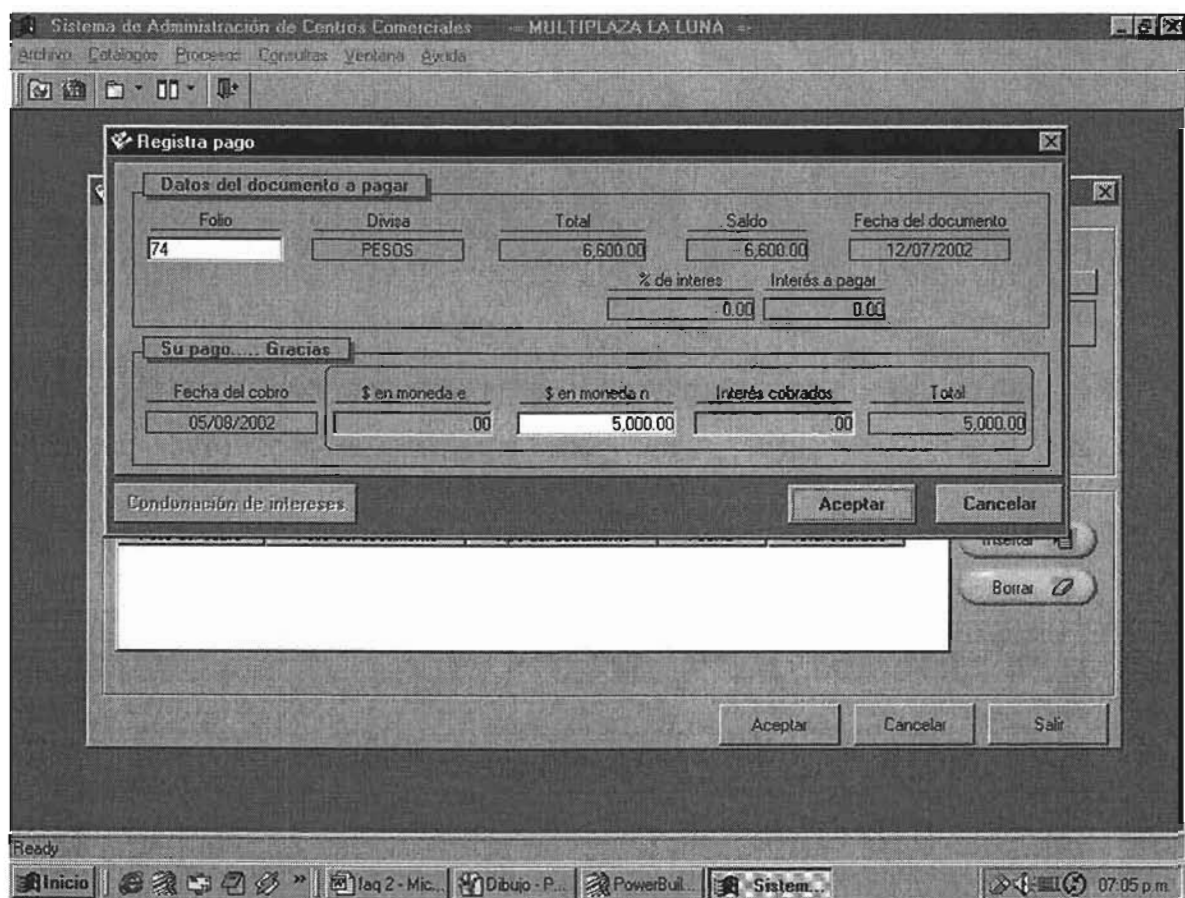 Sistema de Administración de Centros Comerciales -= MULTIPLAZA LA LUNA =-
Archivo Catálogos Procesos Consultas Ventana Ayuda
Registra pago
Datos del documento a pagar
Folio Divisa Total Saldo Fecha del documento
74 PESOS 6,600.00 6,600.00 12/07/2002
% de interes Interés a pagar
0.00 0.00
Su pago..... Gracias
Fecha del cobro $ en moneda e $ en moneda n Interés cobrados Total
05/08/2002 .00 5,000.00 .00 5,000.00
Condonación de intereses Aceptar Cancelar
Insertar
Borrar
Aceptar Cancelar Salir
Ready
Inicio » faq 2 - Mic... Dibujo - P... PowerBuil... Sistem... 07:05 p.m.